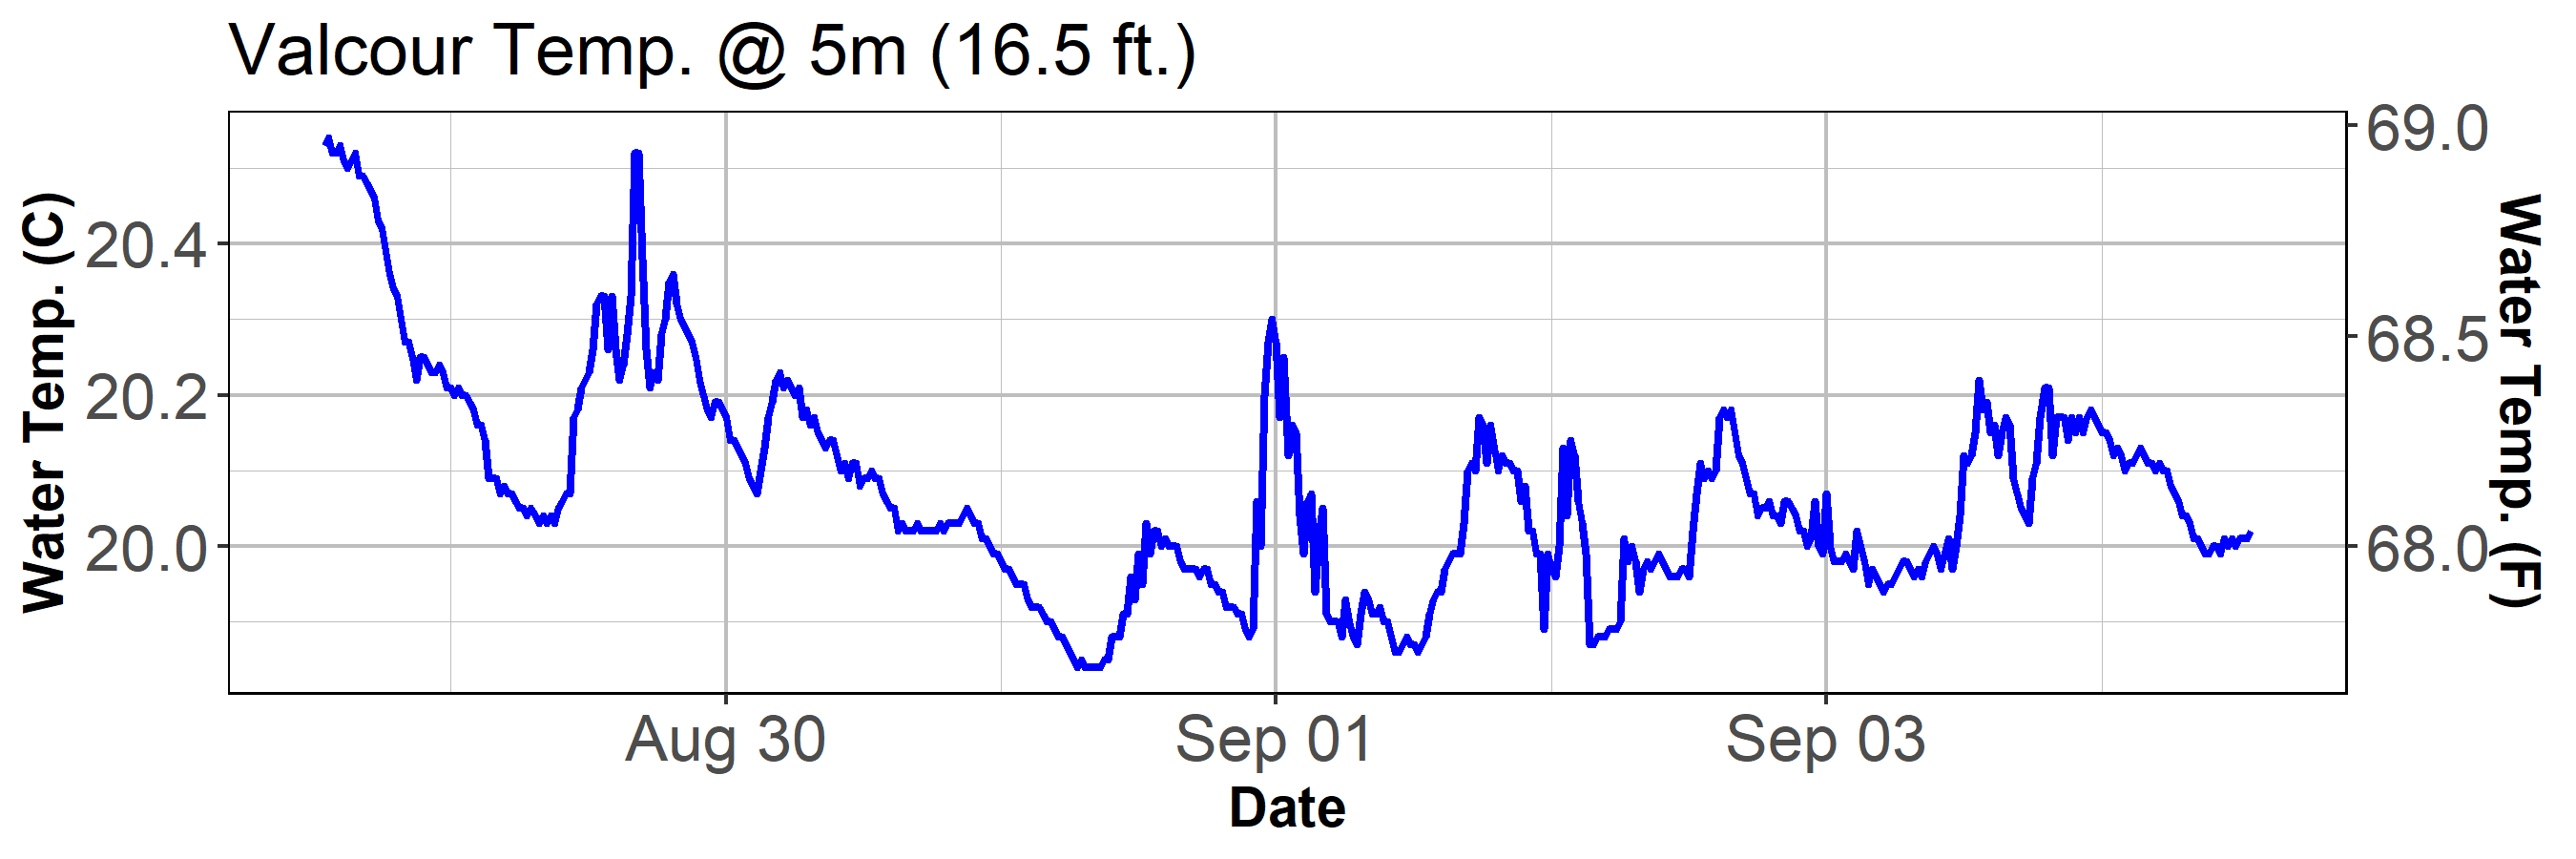 Valcour Temp. @ 5m (16.5 ft.)
Water Temp. (C)
20.4
20.2
20.0
69.0
68.5
68.0
Water Temp. (F)
Aug 30
Sep 01
Sep 03
Date